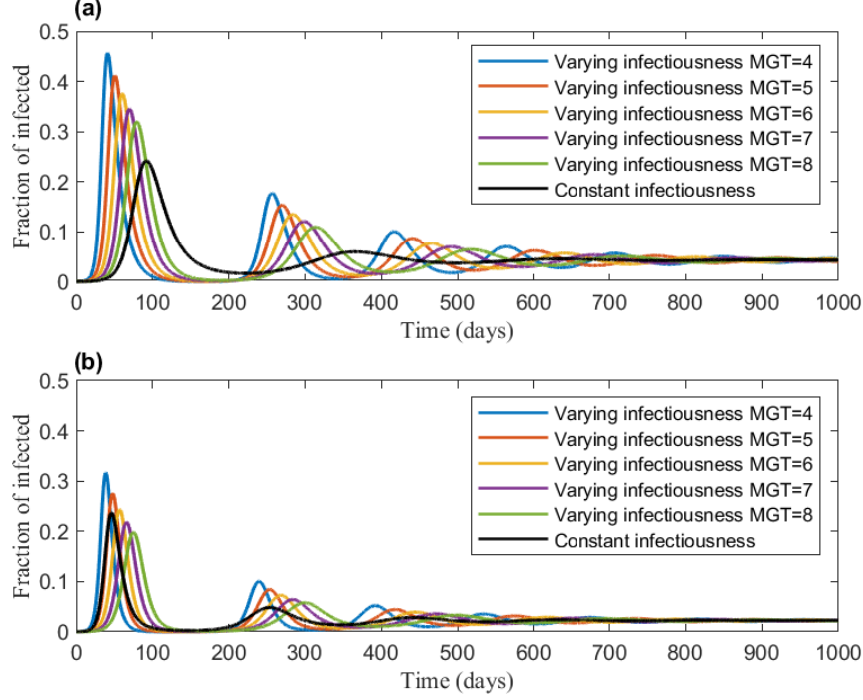 (a)
0.5
0.4
0.3
0.2
0.1
0
Fraction of infected
Varying infectiousness MGT=4
Varying infectiousness MGT=5
Varying infectiousness MGT=6
Varying infectiousness MGT=7
Varying infectiousness MGT=8
Constant infectiousness
0 100 200 300 400 500 600 700 800 900 1000
Time (days)
(b)
0.5
0.4
0.3
0.2
0.1
0
Fraction of infected
Varying infectiousness MGT=4
Varying infectiousness MGT=5
Varying infectiousness MGT=6
Varying infectiousness MGT=7
Varying infectiousness MGT=8
Constant infectiousness
0 100 200 300 400 500 600 700 800 900 1000
Time (days)